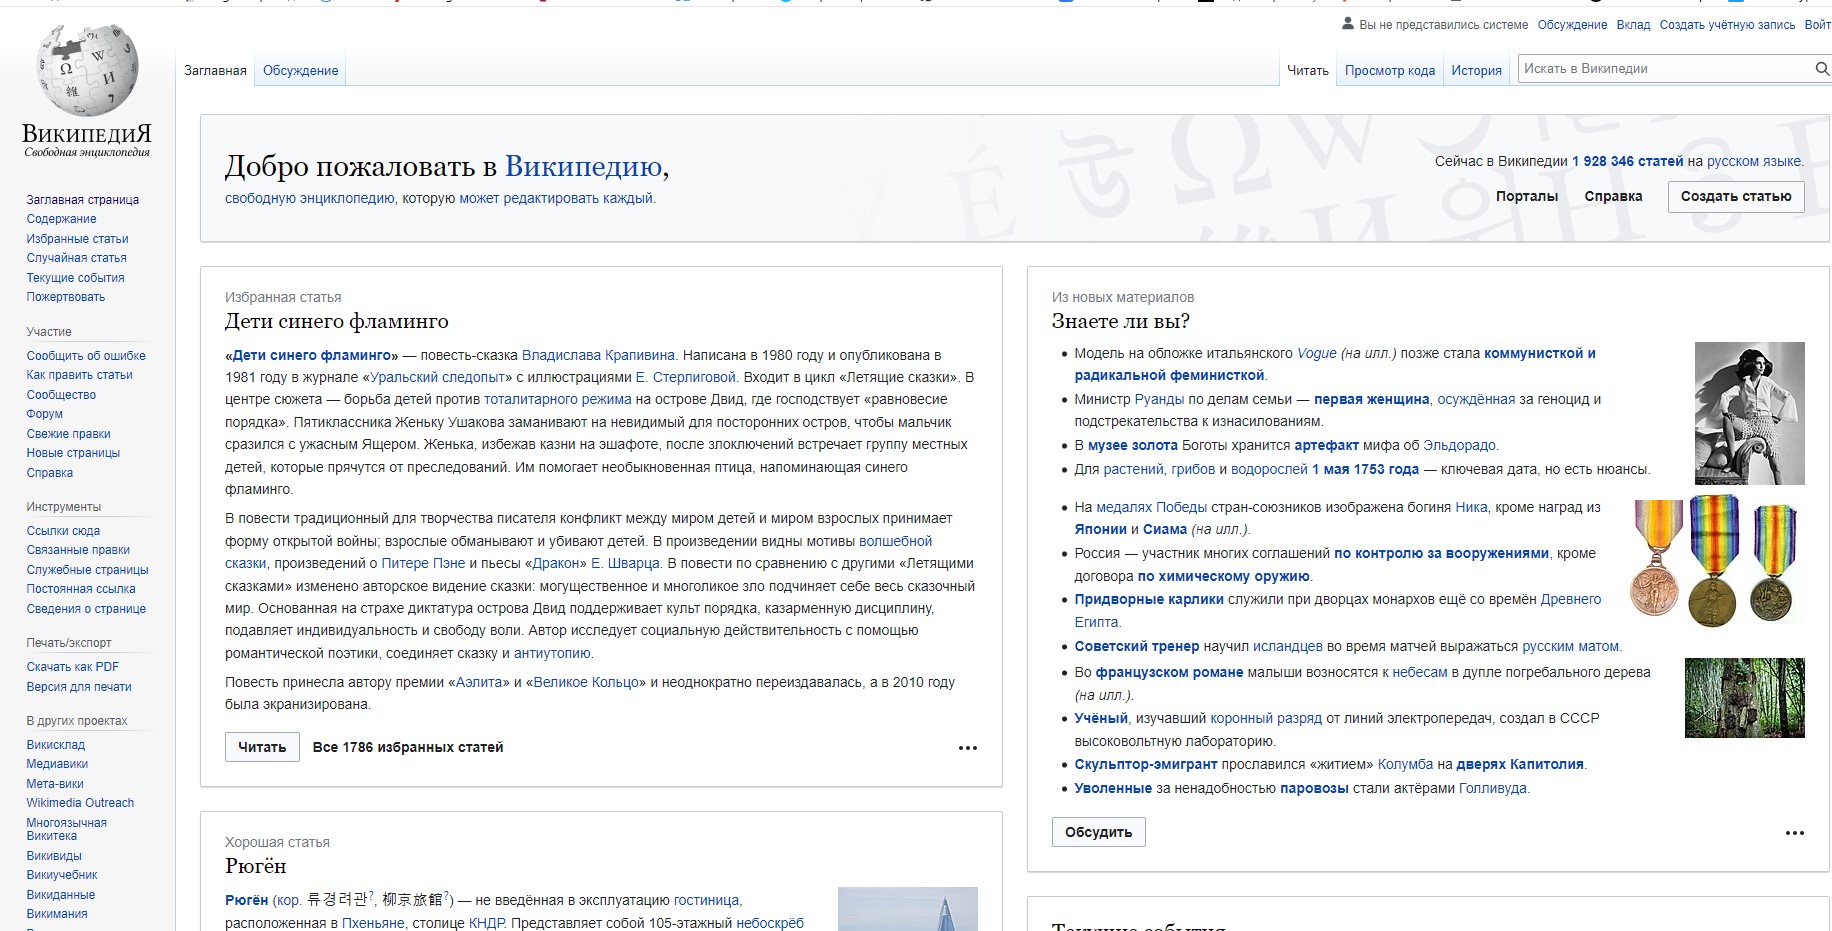 Вы не представились системе Обсуждение Вклад Создать учётную запись Войт
Заглавная Обсуждение Читать Просмотр кода История Искать в Википедии
ВикипедиЯ
Свободная энциклопедия
Заглавная страница
Содержание
Избранные статьи
Случайная статья
Текущие события
Пожертвовать
Участие
Сообщить об ошибке
Как править статьи
Сообщество
Форум
Свежие правки
Новые страницы
Справка
Инструменты
Ссылки сюда
Связанные правки
Служебные страницы
Постоянная ссылка
Сведения о странице
Печать/экспорт
Скачать как PDF
Версия для печати
В других проектах
Викисклад
Медиавики
Мета-вики
Wikimedia Outreach
Многоязычная
Викитека
Викивиды
Викиучебник
Викиданные
Викимания
Добро пожаловать в Википедию,
свободную энциклопедию, которую может редактировать каждый.
Сейчас в Википедии 1 928 346 статей на русском языке.
Порталы Справка Создать статью
Избранная статья
Дети синего фламинго
«Дети синего фламинго» — повесть-сказка Владислава Крапивина. Написана в 1980 году и опубликована в
1981 году в журнале «Уральский следопыт» с иллюстрациями Е. Стерлиговой. Входит в цикл «Летящие сказки». В
центре сюжета — борьба детей против тоталитарного режима на острове Двид, где господствует «равновесие
порядка». Пятиклассника Женьку Ушакова заманивают на невидимый для посторонних остров, чтобы мальчик
сразился с ужасным Ящером. Женька, избежав казни на эшафоте, после злоключений встречает группу местных
детей, которые прячутся от преследований. Им помогает необыкновенная птица, напоминающая синего
фламинго.
В повести традиционный для творчества писателя конфликт между миром детей и миром взрослых принимает
форму открытой войны; взрослые обманывают и убивают детей. В произведении видны мотивы волшебной
сказки, произведений о Питере Пэне и пьесы «Дракон» Е. Шварца. В повести по сравнению с другими «Летящими
сказками» изменено авторское видение сказки: могущественное и многоликое зло подчиняет себе весь сказочный
мир. Основанная на страхе диктатура острова Двид поддерживает культ порядка, казарменную дисциплину,
подавляет индивидуальность и свободу воли. Автор исследует социальную действительность с помощью
романтической поэтики, соединяет сказку и антиутопию.
Повесть принесла автору премии «Аэлита» и «Великое Кольцо» и неоднократно переиздавалась, а в 2010 году
была экранизирована.
Читать Все 1786 избранных статей
Хорошая статья
Рюгён
Рюгён (кор. 류경려관?, 柳京旅館?) — не введённая в эксплуатацию гостиница,
расположенная в Пхеньяне, столице КНДР. Представляет собой 105-этажный небоскрёб
Из новых материалов
Знаете ли вы?
Модель на обложке итальянского Vogue (на илл.) позже стала коммунисткой и
радикальной феминисткой.
Министр Руанды по делам семьи — первая женщина, осуждённая за геноцид и
подстрекательства к изнасилованиям.
В музее золота Боготы хранится артефакт мифа об Эльдорадо.
Для растений, грибов и водорослей 1 мая 1753 года — ключевая дата, но есть нюансы.
На медалях Победы стран-союзников изображена богиня Ника, кроме наград из
Японии и Сиама (на илл.).
Россия — участник многих соглашений по контролю за вооружениями, кроме
договора по химическому оружию.
Придворные карлики служили при дворцах монархов ещё со времён Древнего
Египта.
Советский тренер научил исландцев во время матчей выражаться русским матом.
Во французском романе малыши возносятся к небесам в дупле погребального дерева
(на илл.).
Учёный, изучавший коронный разряд от линий электропередач, создал в СССР
высоковольтную лабораторию.
Скульптор-эмигрант прославился «житием» Колумба на дверях Капитолия.
Уволенные за ненадобностью паровозы стали актёрами Голливуда.
Обсудить
Текущие события